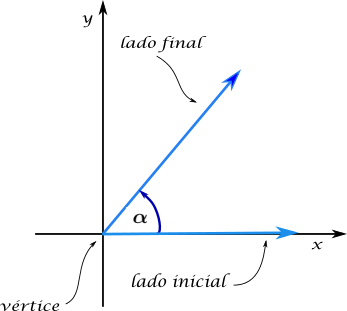 y
lado final
α
x
lado inicial
vértice